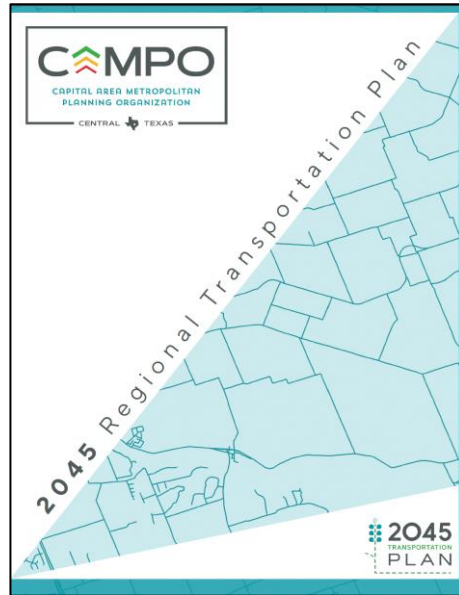 CAMPO
CAPITAL AREA METROPOLITAN
PLANNING ORGANIZATION
CENTRAL TEXAS
2045 Regional Transportation Plan
2045
TRANSPORTATION
PLAN